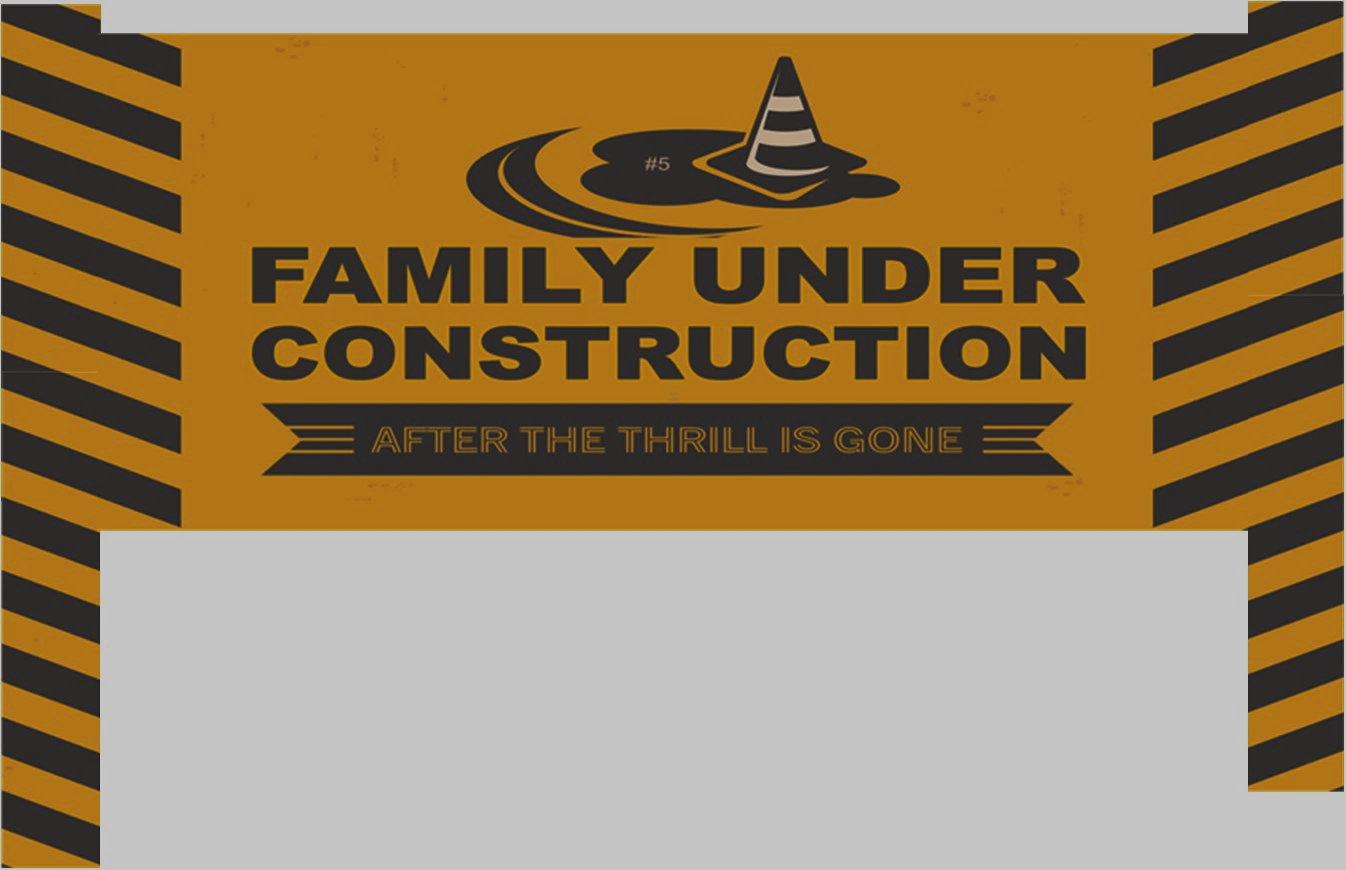 #5
FAMILY UNDER
CONSTRUCTION
AFTER THE THRILL IS GONE